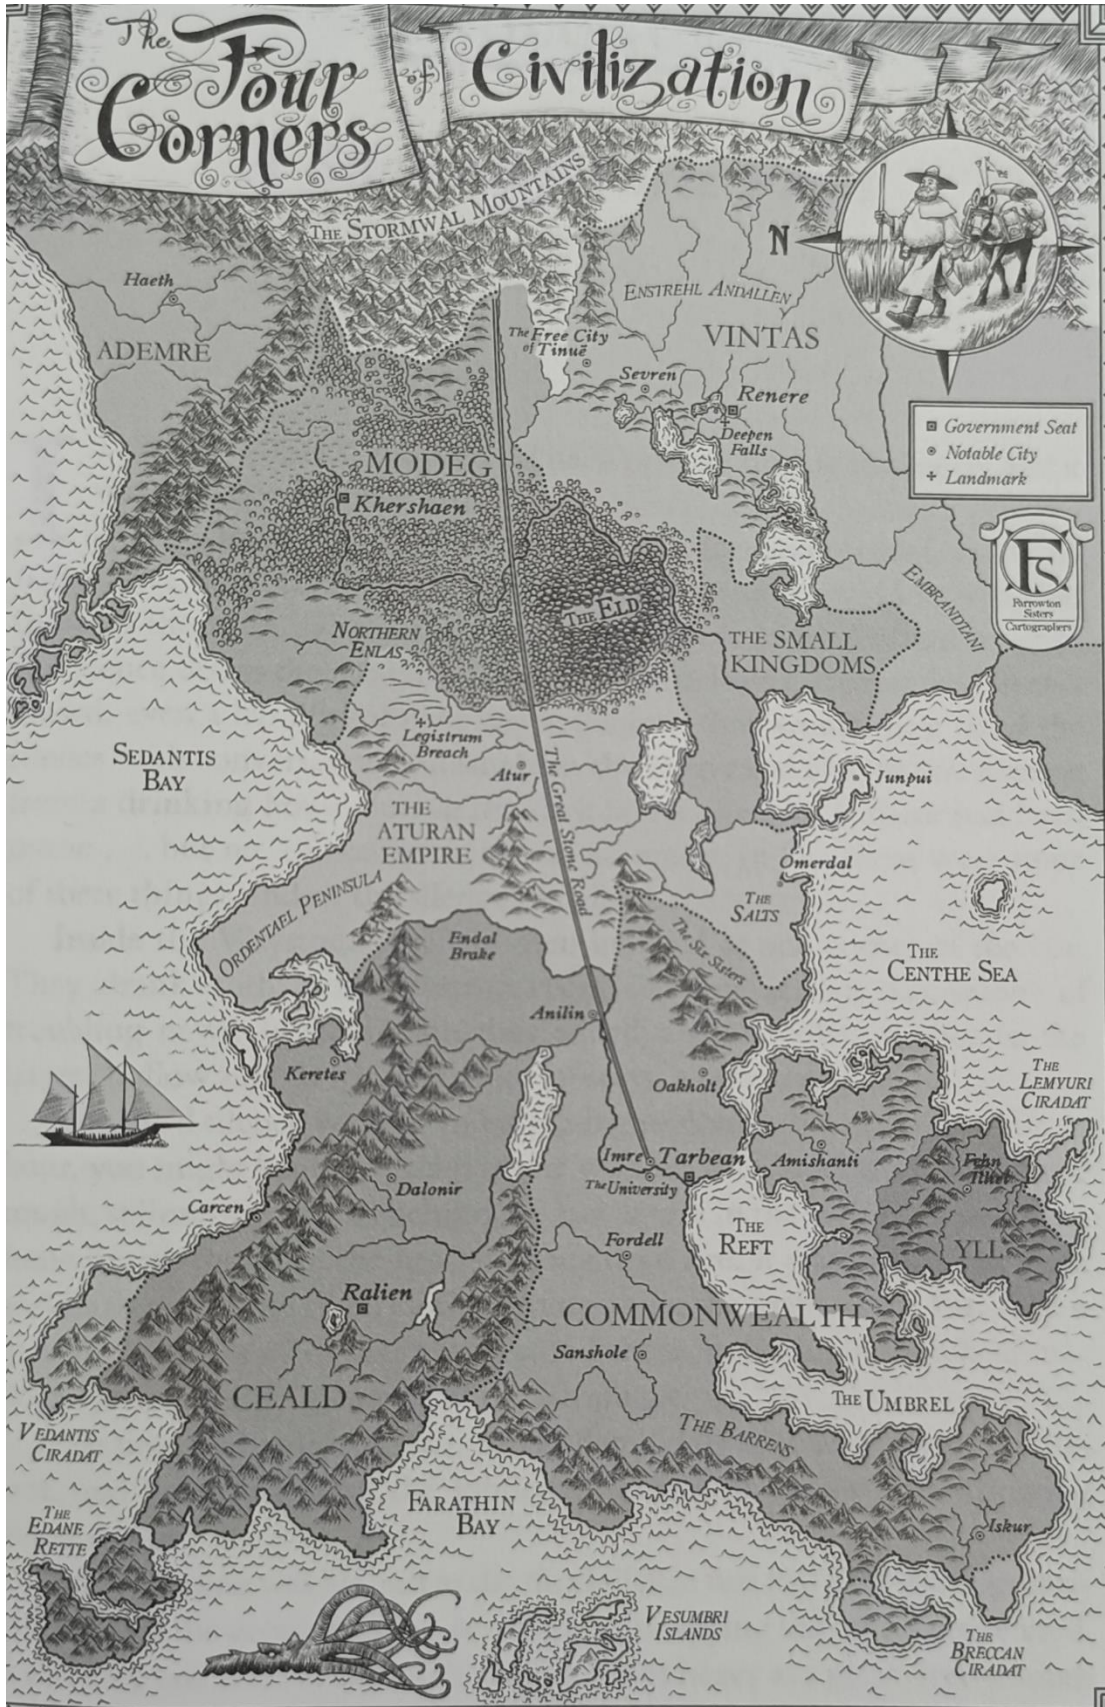 The
Four
Corners
of
Civilization
THE STORMWAL MOUNTAINS
N
Haeth
ADEMRE
ENSTREHL ANDALLEN
VINTAS
The Free City
of Tinuë
Sevren
Renere
Deepen
Falls
Government Seat
Notable City
Landmark
FS
Farrowton
Sisters
Cartographers
MODEG
Khershaen
THE ELD
EMBRANDTANI
NORTHERN
ENLAS
THE SMALL
KINGDOMS
Legistrum
Breach
SEDANTIS
BAY
Atur
The Great Stone Road
Junpui
THE
ATURAN
EMPIRE
Omerdal
THE
SALTS
ORDENTAEL PENINSULA
The Six Sisters
Endal
Brake
THE
CENTHE SEA
Anilin
Keretes
Oakholt
THE
LEMYURI
CIRADAT
Imre
Tarbean
Amishanti
Fehn
The University
Dalonir
Carcen
THE
REFT
YLL
Fordell
Ralien
COMMONWEALTH
Sanshole
CEALD
THE UMBREL
THE BARRENS
VEDANTIS
CIRADAT
FARATHIN
BAY
THE
EDANE
RETTE
Iskur
VESUMBRI
ISLANDS
THE
BRECCAN
CIRADAT